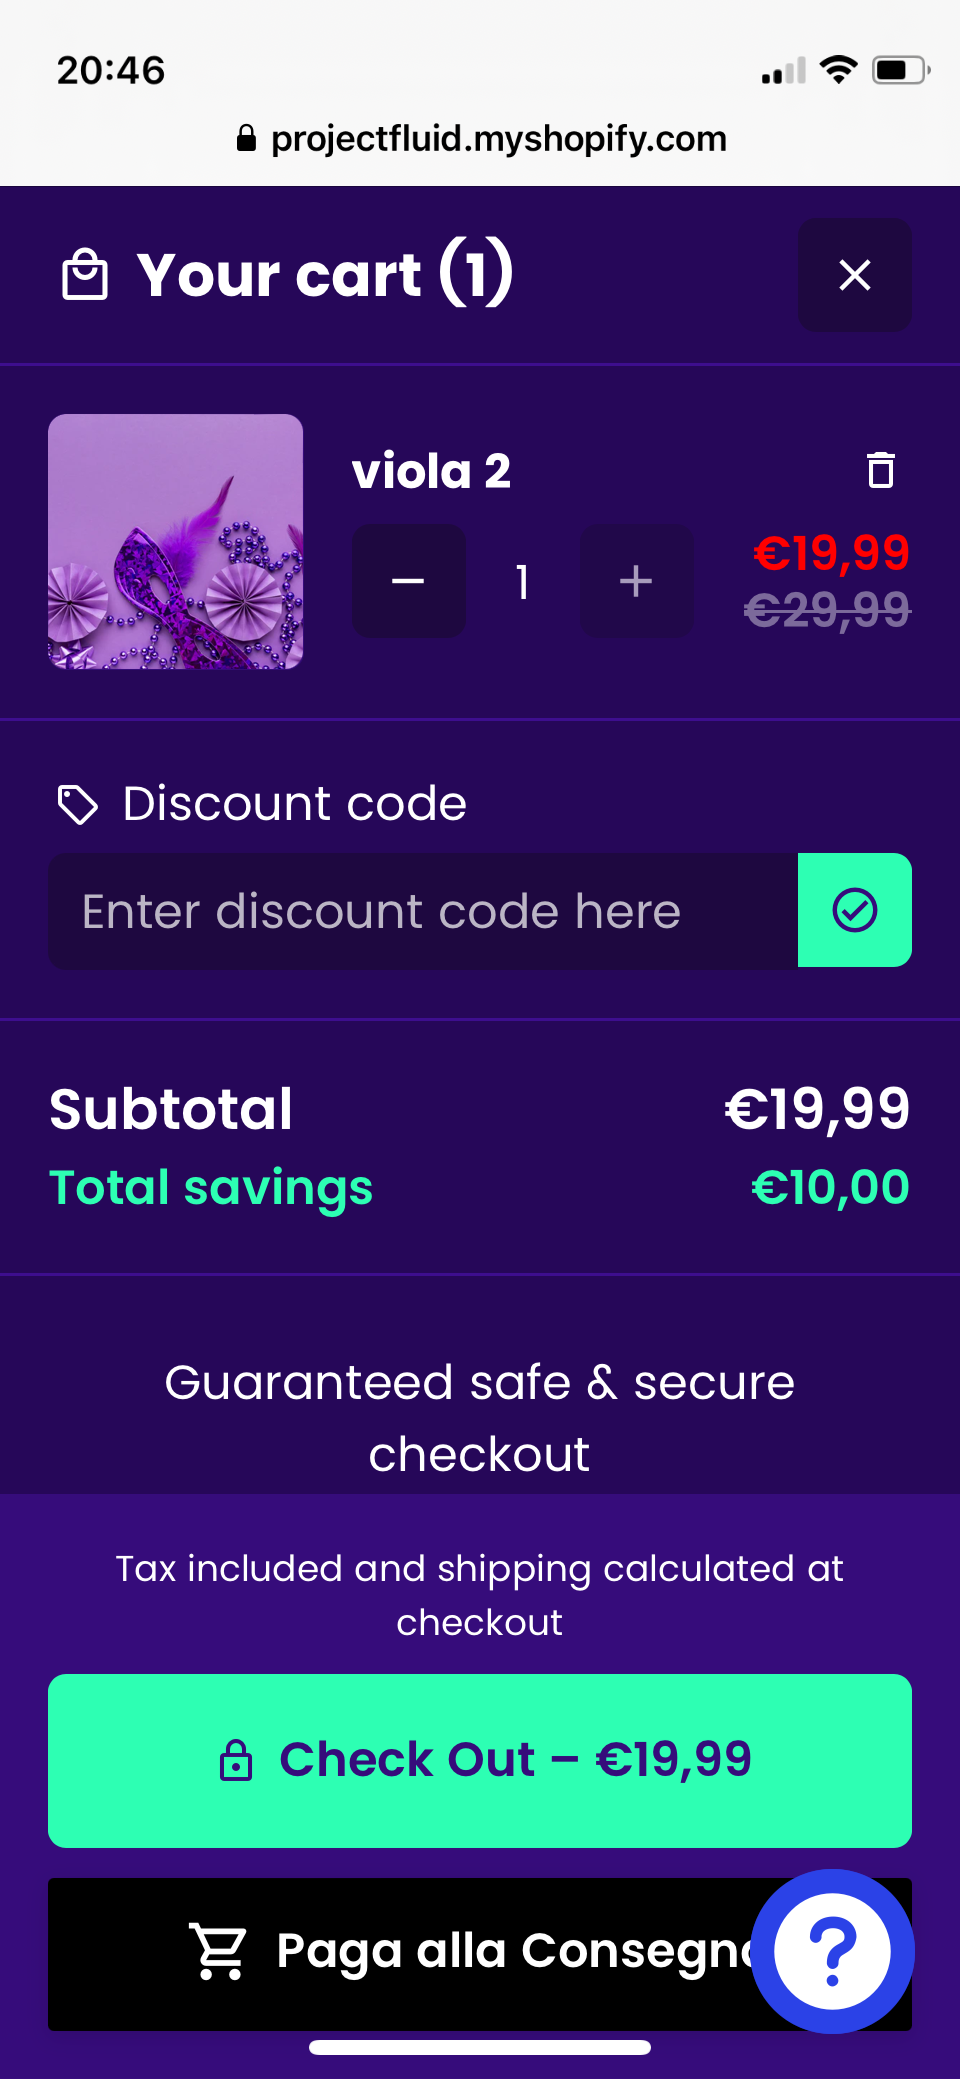 20:46
projectfluid.myshopify.com
Your cart (1)
viola 2
1
€19,99
€29,99
Discount code
Enter discount code here
Subtotal €19,99
Total savings €10,00
Guaranteed safe & secure
checkout
Tax included and shipping calculated at
checkout
Check Out – €19,99
Paga alla Consegna
?